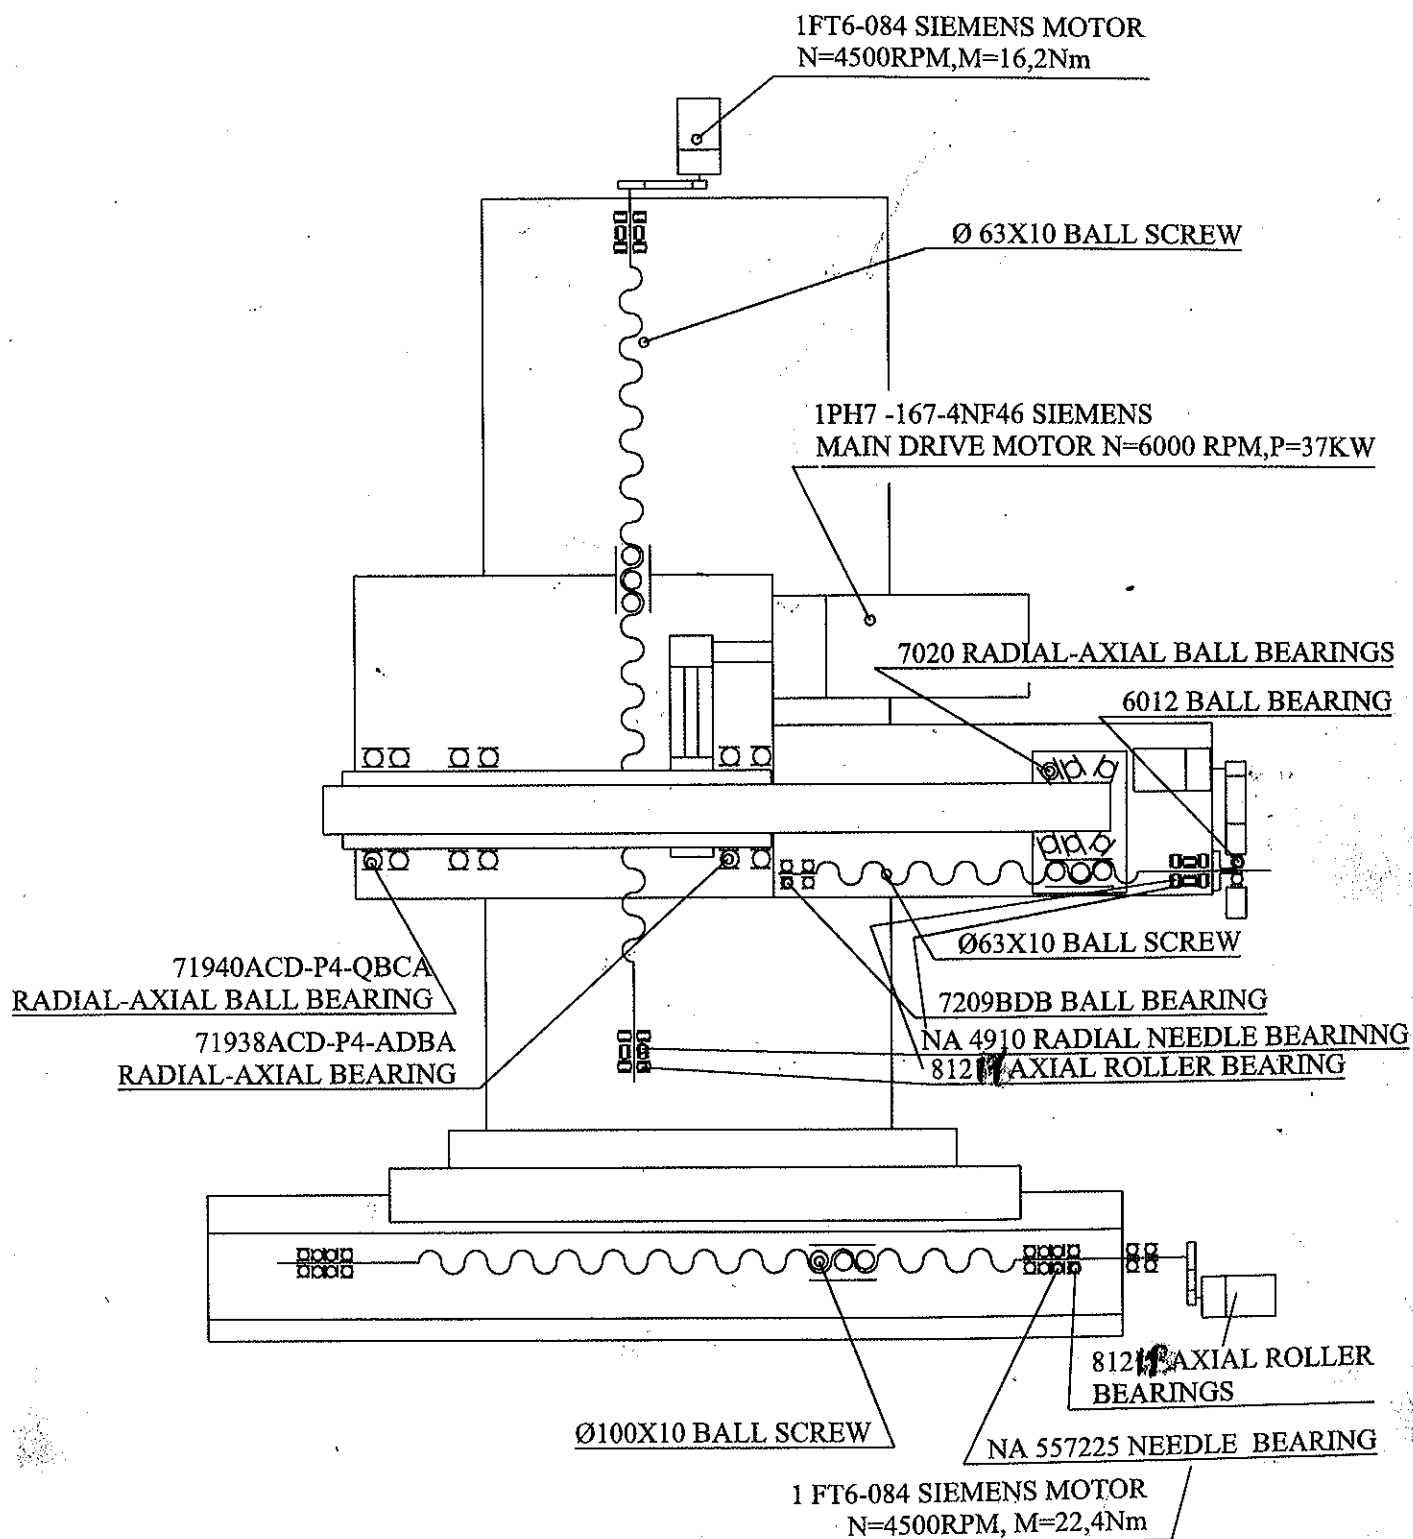 1FT6-084 SIEMENS MOTOR
N=4500RPM,M=16,2Nm
Ø 63X10 BALL SCREW
1PH7 -167-4NF46 SIEMENS
MAIN DRIVE MOTOR N=6000 RPM,P=37KW
7020 RADIAL-AXIAL BALL BEARINGS
6012 BALL BEARING
Ø63X10 BALL SCREW
71940ACD-P4-QBCA
RADIAL-AXIAL BALL BEARING
7209BDB BALL BEARING
71938ACD-P4-ADBA
RADIAL-AXIAL BEARING
NA 4910 RADIAL NEEDLE BEARINNG
AXIAL ROLLER BEARING
AXIAL ROLLER
BEARINGS
Ø100X10 BALL SCREW
NA 557225 NEEDLE BEARING
1 FT6-084 SIEMENS MOTOR
N=4500RPM, M=22,4Nm